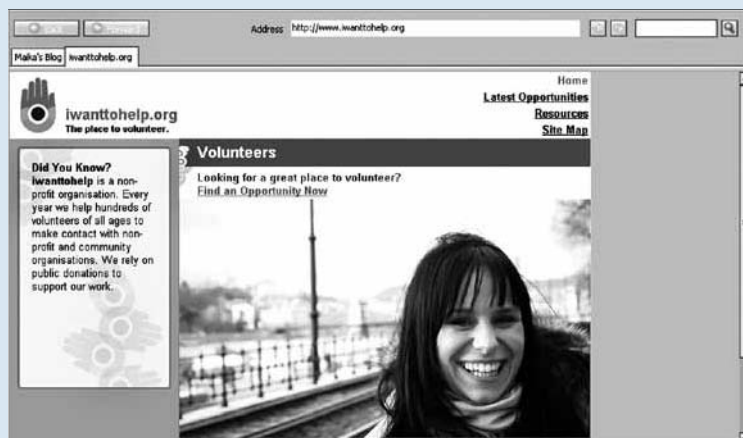 Back
Forward
Address http://www.iwanttohelp.org
Maika's Blog
iwanttohelp.org
iwanttohelp.org
The place to volunteer.
Home
Latest Opportunities
Resources
Site Map
Did You Know?
iwanttohelp is a non-
profit organisation. Every
year we help hundreds of
volunteers of all ages to
make contact with non-
profit and community
organisations. We rely on
public donations to
support our work.
Volunteers
Looking for a great place to volunteer?
Find an Opportunity Now